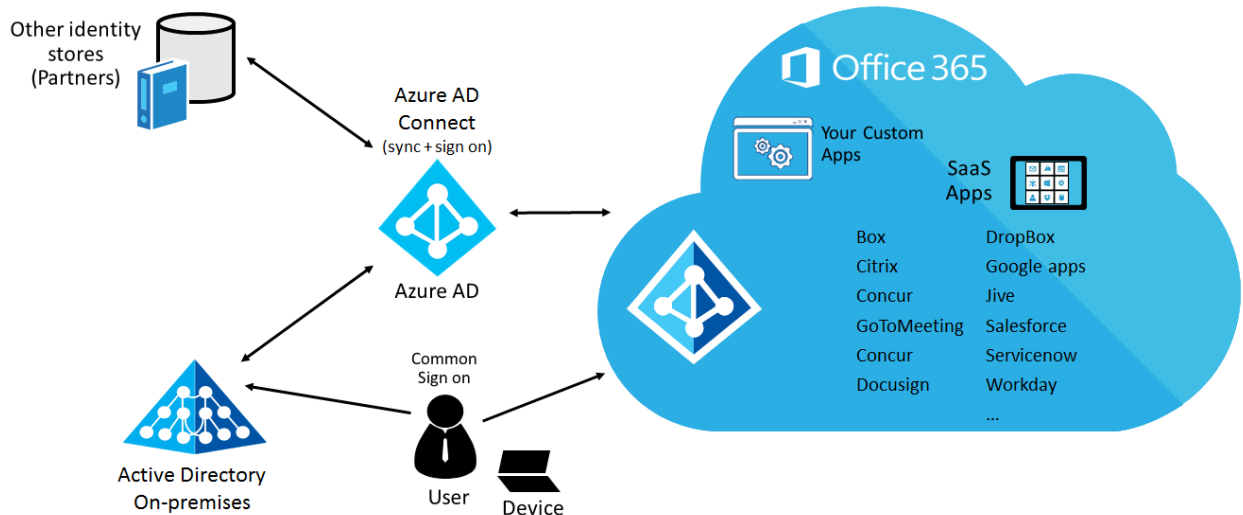 Other identity
stores
(Partners)
Azure AD
Connect
(sync + sign on)
Azure AD
Active Directory
On-premises
Common
Sign on
User
Device
Office 365
Your Custom
Apps
SaaS
Apps
Box
DropBox
Citrix
Google apps
Concur
Jive
GoToMeeting
Salesforce
Concur
Servicenow
Docusign
Workday
...